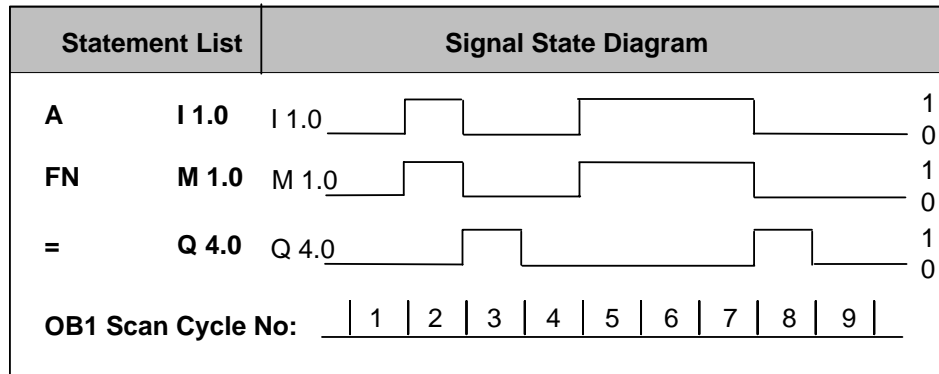 Statement List Signal State Diagram
A I 1.0 I 1.0 1
0
FN M 1.0 M 1.0 1
0
= Q 4.0 Q 4.0 1
0
OB1 Scan Cycle No: 1 2 3 4 5 6 7 8 9